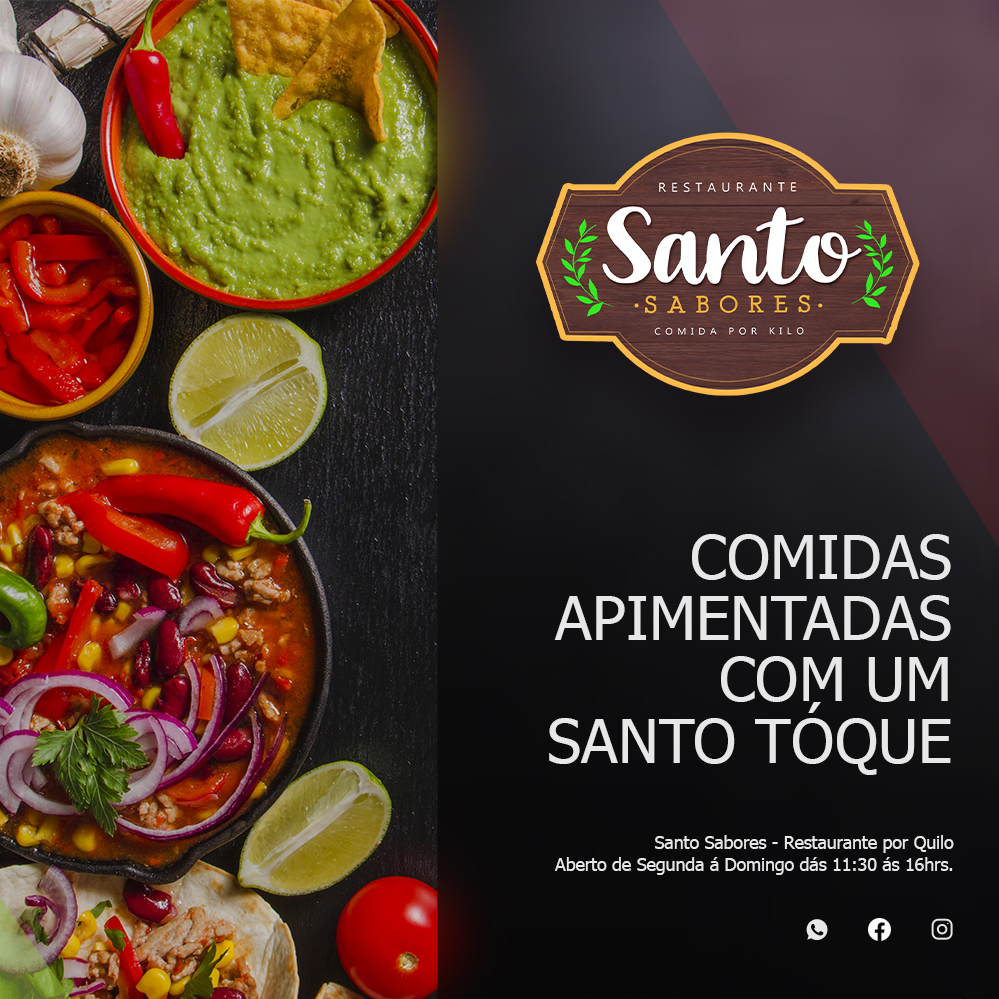 RESTAURANTE
Santo
·SABORES·
COMIDA POR KILO
COMIDAS
APIMENTADAS
COM UM
SANTO TÓQUE
Santo Sabores - Restaurante por Quilo
Aberto de Segunda á Domingo dás 11:30 ás 16hrs.